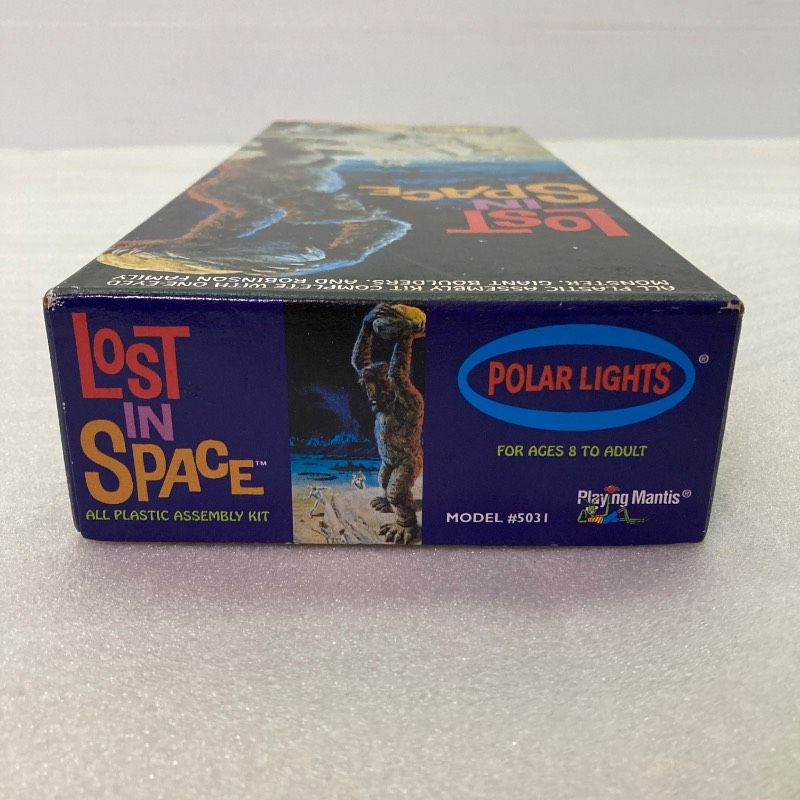 LOST
IN
SPACE
ALL PLASTIC ASSEMBLY KIT COMPLETE WITH ONE-EYED
MONSTER, GIANT BOULDERS, AND ROBINSON FAMILY
LOST
IN
SPACE™
ALL PLASTIC ASSEMBLY KIT
POLAR LIGHTS®
FOR AGES 8 TO ADULT
MODEL #5031
Playing Mantis®